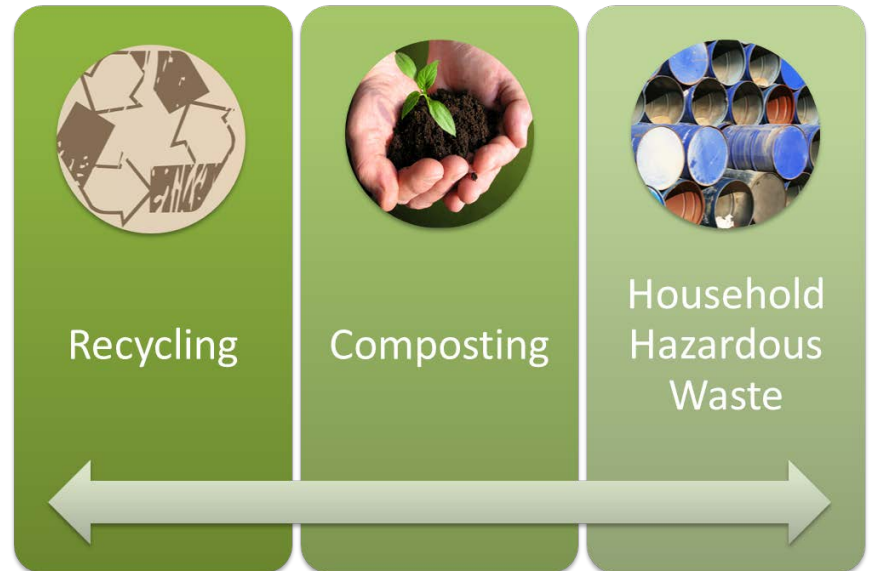 Recycling
Composting
Household
Hazardous
Waste